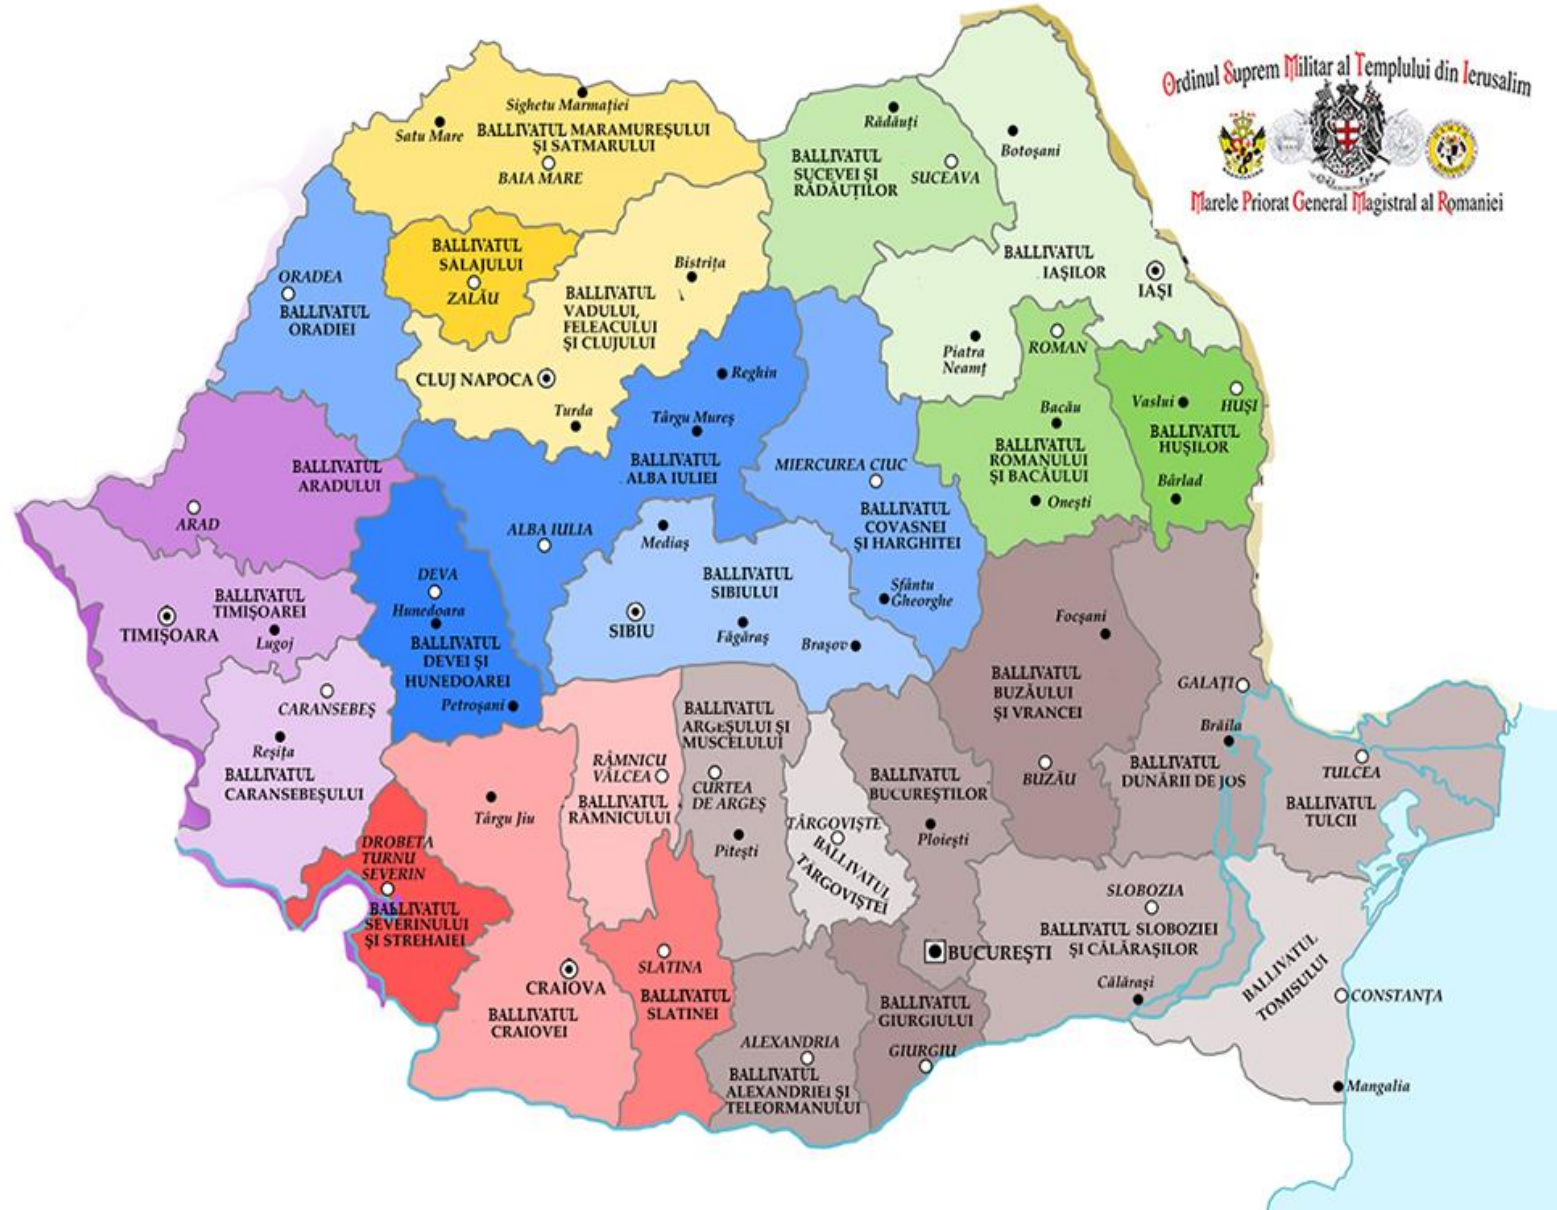 Ordinul Suprem Militar al Templului din Ierusalim
Marele Priorat General Magistral al Romaniei
Sighetu Marmației
Satu Mare
BALLIVATUL MARAMUREȘULUI
ȘI SATMARULUI
BAIA MARE
Rădăuți
BALLIVATUL
SUCEVEI ȘI
RĂDĂUȚILOR
SUCEAVA
Botoșani
BALLIVATUL
IAȘILOR
IAȘI
Piatra
Neamț
BALLIVATUL
SALAJULUI
ZALĂU
Bistrița
BALLIVATUL
VADULUI,
FELEACULUI
ȘI CLUJULUI
CLUJ NAPOCA
Turda
ORADEA
BALLIVATUL
ORADIEI
ROMAN
Bacău
BALLIVATUL
ROMANULUI
ȘI BACĂULUI
Onești
Vaslui
HUȘI
BALLIVATUL
HUȘILOR
Bârlad
Reghin
Târgu Mureș
BALLIVATUL
ALBA IULIEI
ALBA IULIA
MIERCUREA CIUC
BALLIVATUL
COVASNEI
ȘI HARGHITEI
Sfântu
Gheorghe
BALLIVATUL
ARADULUI
ARAD
Mediaș
BALLIVATUL
SIBIULUI
SIBIU
Făgăraș
Brașov
DEVA
Hunedoara
BALLIVATUL
DEVEI ȘI
HUNEDOAREI
Petroșani
BALLIVATUL
TIMIȘOAREI
TIMIȘOARA
Lugoj
CARANSEBEȘ
Reșița
BALLIVATUL
CARANSEBEȘULUI
Focșani
BALLIVATUL
BUZĂULUI
ȘI VRANCEI
BUZĂU
GALAȚI
Brăila
BALLIVATUL
DUNĂRII DE JOS
TULCEA
BALLIVATUL
TULCII
Târgu Jiu
RÂMNICU
VÂLCEA
BALLIVATUL
RÂMNICULUI
BALLIVATUL
ARGEȘULUI ȘI
MUSCELULUI
CURTEA
DE ARGEȘ
Pitești
TÂRGOVIȘTE
BALLIVATUL
TÂRGOVIȘTEI
BALLIVATUL
BUCUREȘTILOR
Ploiești
BUCUREȘTI
DROBETA
TURNU
SEVERIN
BALLIVATUL
SEVERINULUI
ȘI STREHAIEI
CRAIOVA
BALLIVATUL
CRAIOVEI
SLATINA
BALLIVATUL
SLATINEI
SLOBOZIA
BALLIVATUL SLOBOZIEI
ȘI CĂLĂRAȘILOR
Călărași
BALLIVATUL
TOMISULUI
CONSTANȚA
Mangalia
BALLIVATUL
GIURGIULUI
GIURGIU
ALEXANDRIA
BALLIVATUL
ALEXANDRIEI ȘI
TELEORMANULUI